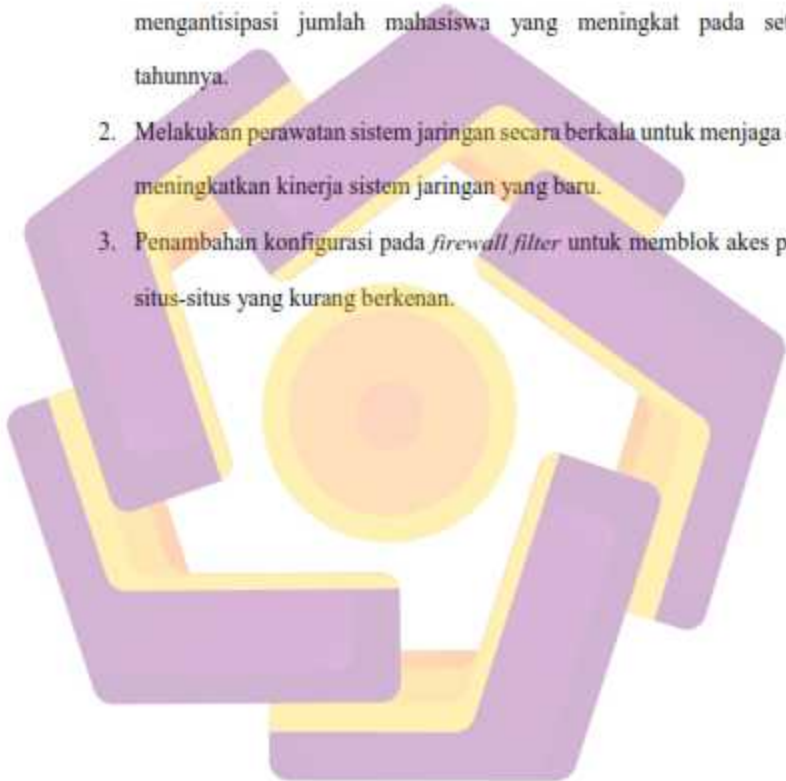 mengantisipasi jumlah mahasiswa yang meningkat pada
tahunnya.
2. Melakukan perawatan sistem jaringan secara berkala untuk menjaga
meningkatkan kinerja sistem jaringan yang baru.
3. Penambahan konfigurasi pada firewall filter untuk memblok akes
situs-situs yang kurang berkenan.